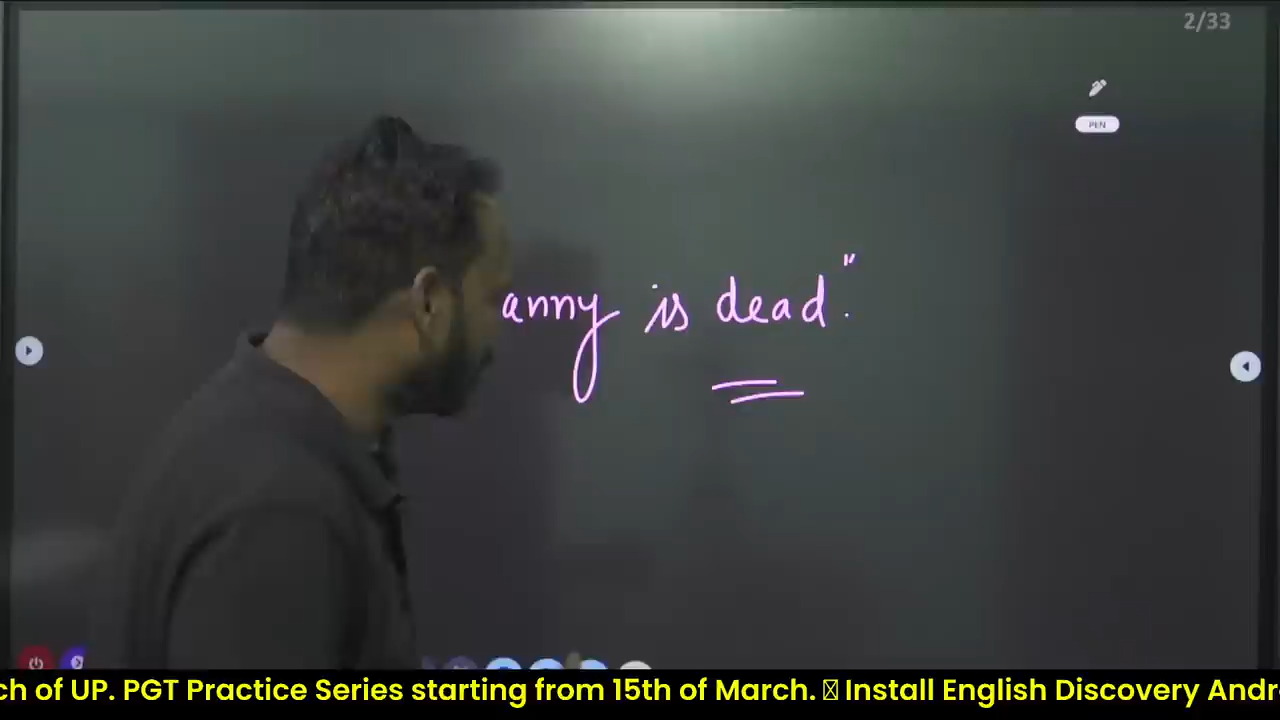 2/33
PEN
anny is dead."
ch of UP. PGT Practice Series starting from 15th of March. Install English Discovery Andr